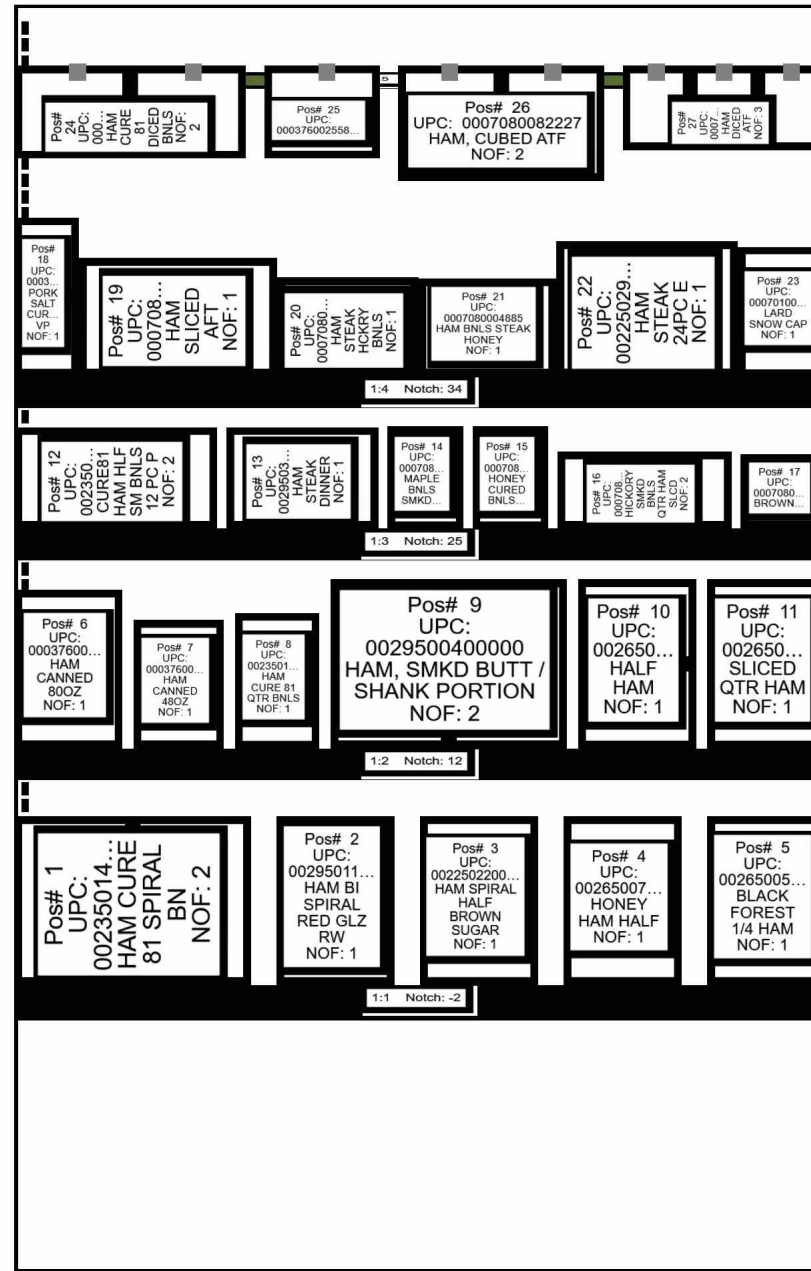 Pos# 24
UPC:
000...
HAM
CURE
81
DICED
BNLS
NOF:
2
Pos# 25
UPC:
000376002558...
5
Pos# 26
UPC: 0007080082227
HAM, CUBED ATF
NOF: 2
Pos#
27
UPC:
0007...
HAM
DICED
ATF
NOF: 3
Pos#
18
UPC:
0003...
PORK
SALT
CUR...
VP
NOF: 1
Pos# 19
UPC:
000708...
HAM
SLICED
AFT
NOF: 1
Pos# 20
UPC:
0007080...
HAM
STEAK
HCKRY
BNLS
NOF: 1
Pos# 21
UPC:
0007080004885
HAM BNLS STEAK
HONEY
NOF: 1
Pos# 22
UPC:
00225029...
HAM
STEAK
24PC E
NOF: 1
Pos# 23
UPC:
00070100...
LARD
SNOW CAP
NOF: 1
1:4 Notch: 34
Pos# 12
UPC:
002350...
CURE81
HAM HLF
SM BNLS
12 PC P
NOF: 2
Pos# 13
UPC:
0029503...
HAM
STEAK
DINNER
NOF: 1
Pos# 14
UPC:
000708...
MAPLE
BNLS
SMKD...
Pos# 15
UPC:
000708...
HONEY
CURED
BNLS...
Pos# 16
UPC:
000708...
HICKORY
SMKD
BNLS
QTR HAM
SLCD
NOF: 2
Pos# 17
UPC:
0007080...
BROWN...
1:3 Notch: 25
Pos# 6
UPC:
00037600...
HAM
CANNED
80OZ
NOF: 1
Pos# 7
UPC:
00037600...
HAM
CANNED
48OZ
NOF: 1
Pos# 8
UPC:
0023501...
HAM
CURE 81
QTR BNLS
NOF: 1
Pos# 9
UPC:
0029500400000
HAM, SMKD BUTT /
SHANK PORTION
NOF: 2
Pos# 10
UPC:
002650...
HALF
HAM
NOF: 1
Pos# 11
UPC:
002650...
SLICED
QTR HAM
NOF: 1
1:2 Notch: 12
Pos# 1
UPC:
00235014...
HAM CURE
81 SPIRAL
BN
NOF: 2
Pos# 2
UPC:
00295011...
HAM BI
SPIRAL
RED GLZ
RW
NOF: 1
Pos# 3
UPC:
0022502200...
HAM SPIRAL
HALF
BROWN
SUGAR
NOF: 1
Pos# 4
UPC:
00265007...
HONEY
HAM HALF
NOF: 1
Pos# 5
UPC:
00265005...
BLACK
FOREST
1/4 HAM
NOF: 1
1:1 Notch: -2